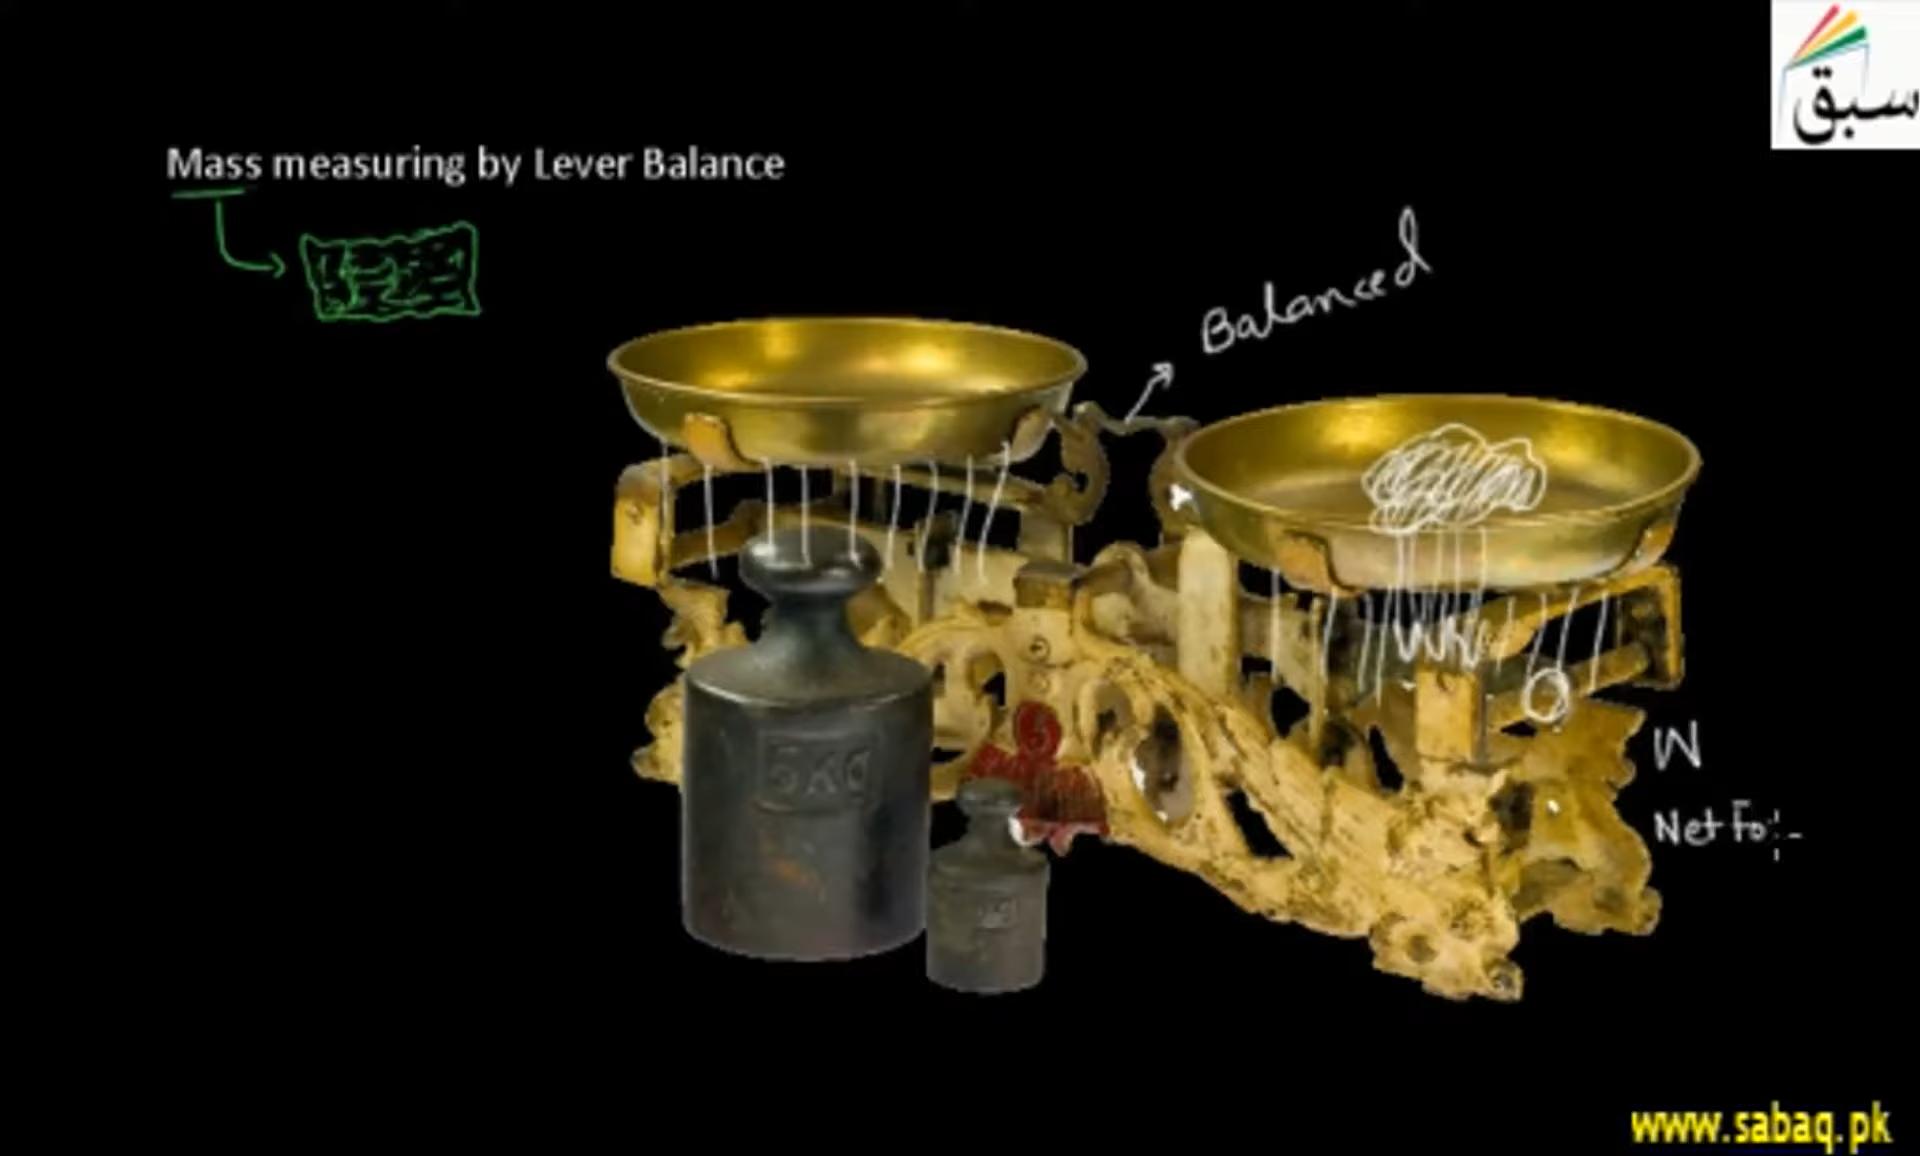 سبق
Mass measuring by Lever Balance
Balanced
5KG
W
Net Fo
www.sabaq.pk